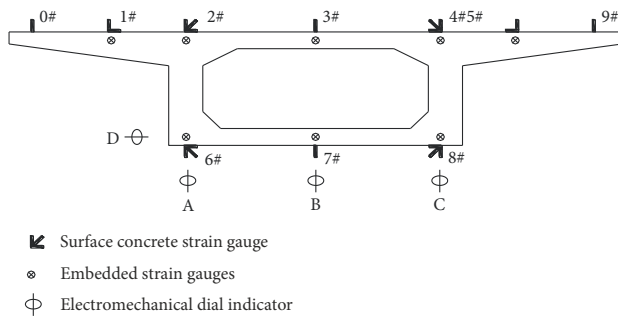 0# 1# 2# 3# 4#5# 9#
D
6# 7# 8#
A B C
Surface concrete strain gauge
Embedded strain gauges
Electromechanical dial indicator